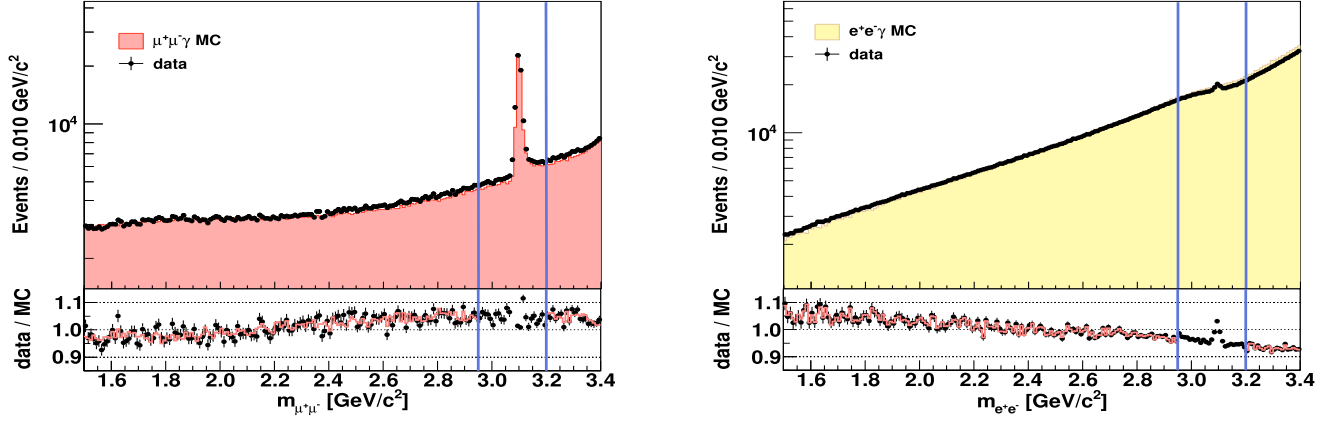 Events / 0.010 GeV/c²
10⁴
μ⁺μ⁻γ MC
data
data / MC
1.1
1.0
0.9
1.6 1.8 2.0 2.2 2.4 2.6 2.8 3.0 3.2 3.4
m_μ⁺μ⁻ [GeV/c²]
Events / 0.010 GeV/c²
10⁴
e⁺e⁻γ MC
data
data / MC
1.1
1.0
0.9
1.6 1.8 2.0 2.2 2.4 2.6 2.8 3.0 3.2 3.4
m_e⁺e⁻ [GeV/c²]